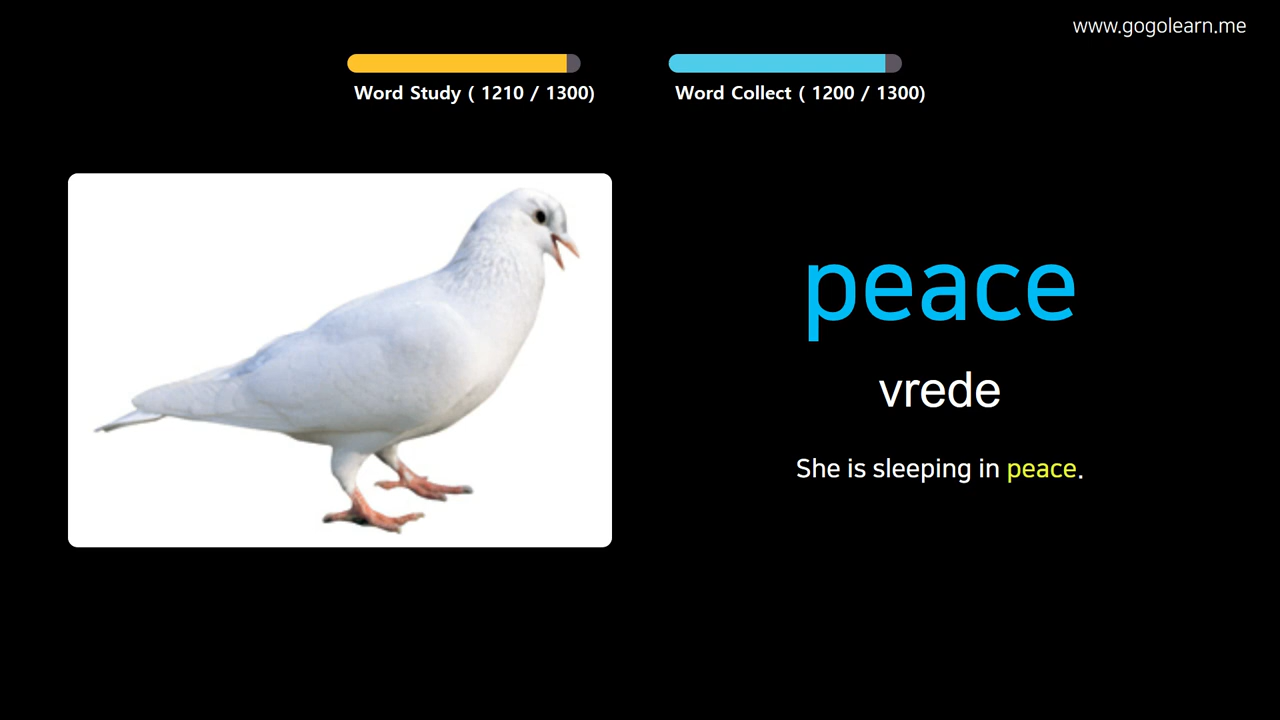 www.gogolearn.me
Word Study ( 1210 / 1300)
Word Collect ( 1200 / 1300)
peace
vrede
She is sleeping in peace.